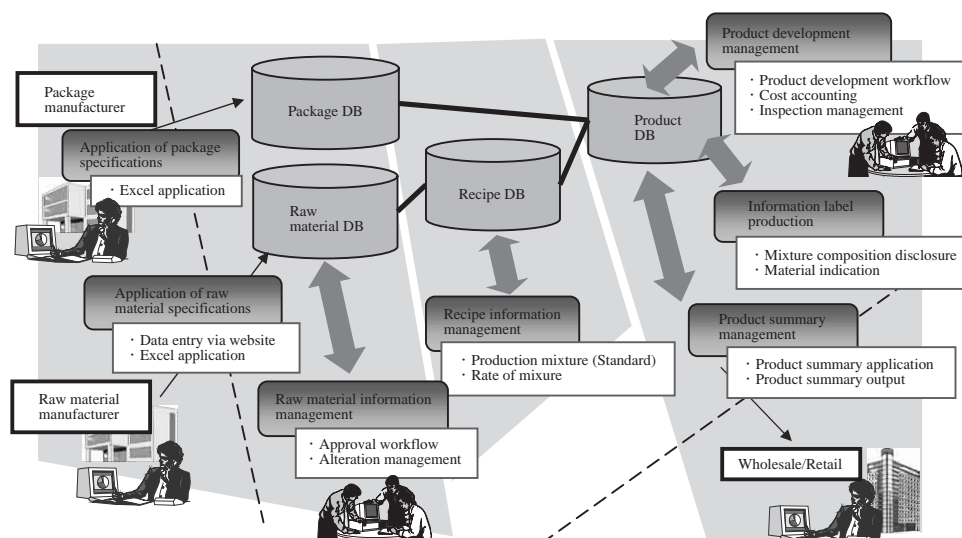 Package
manufacturer
Application of package
specifications
・Excel application
Package DB
Raw
material DB
Recipe DB
Product
DB
Product development
management
・Product development workflow
・Cost accounting
・Inspection management
Information label
production
・Mixture composition disclosure
・Material indication
Application of raw
material specifications
・Data entry via website
・Excel application
Recipe information
management
・Production mixture (Standard)
・Rate of mixture
Product summary
management
・Product summary application
・Product summary output
Raw material
manufacturer
Raw material information
management
・Approval workflow
・Alteration management
Wholesale/Retail